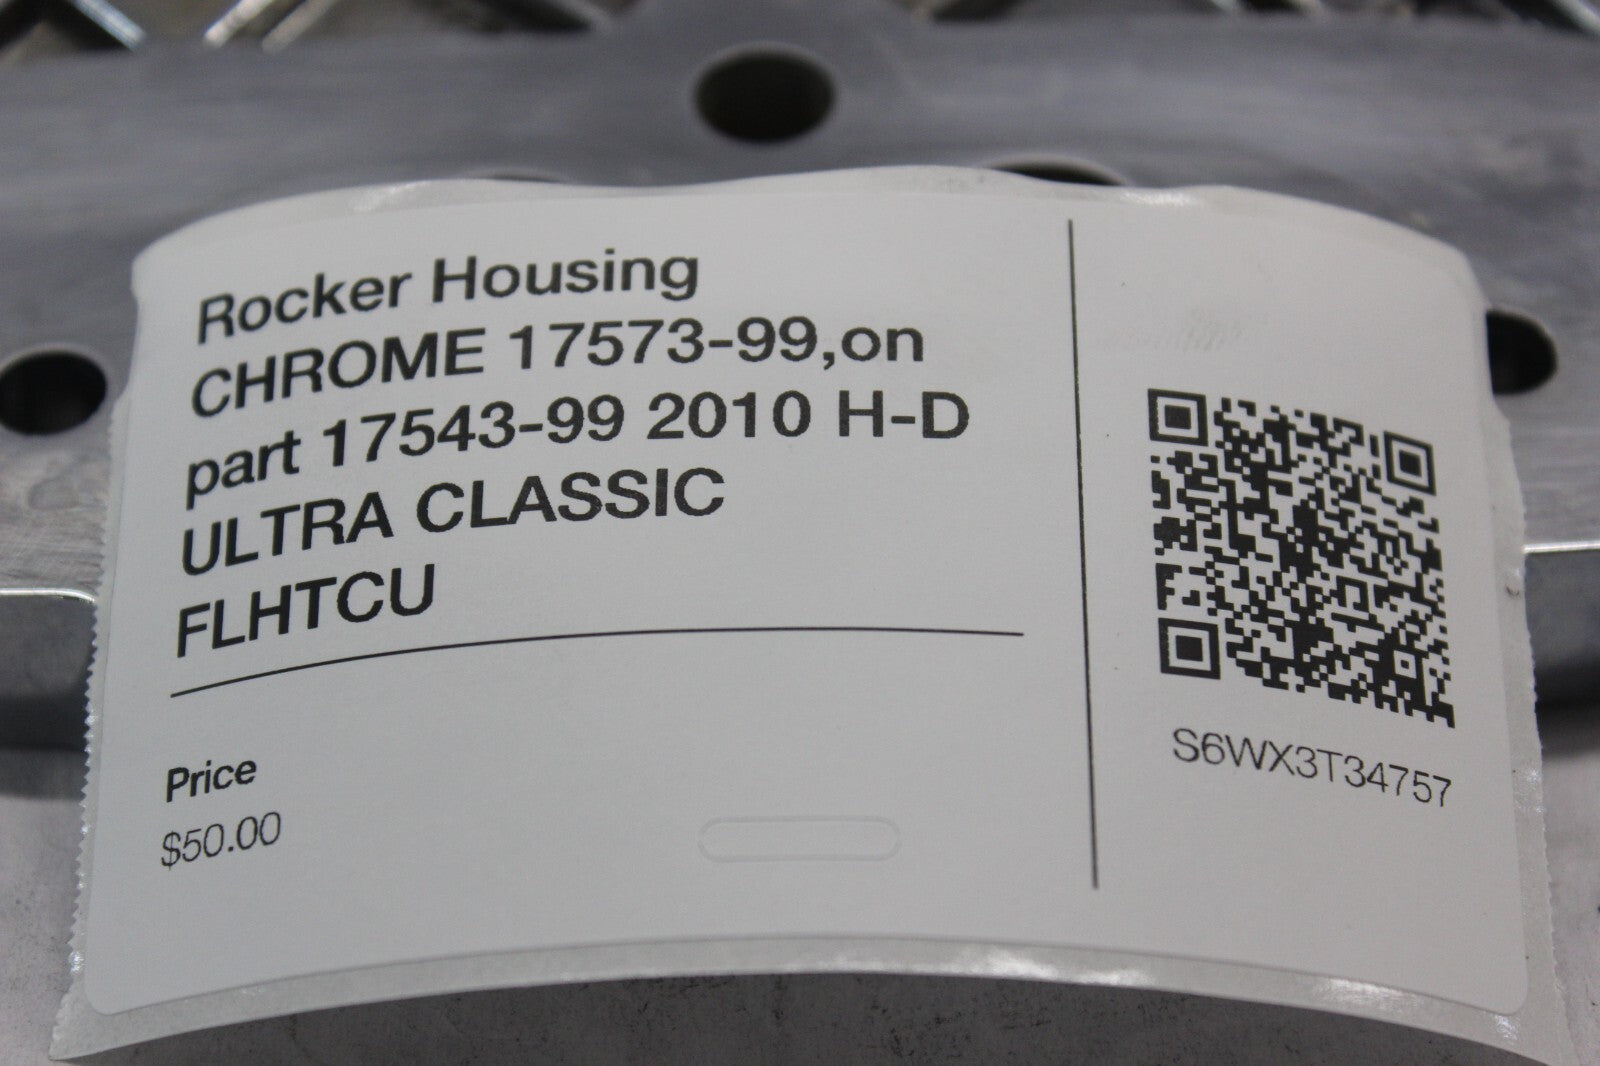 Rocker Housing
CHROME 17573-99,on
part 17543-99 2010 H-D
ULTRA CLASSIC
FLHTCU
Price
$50.00
S6WX3T34757